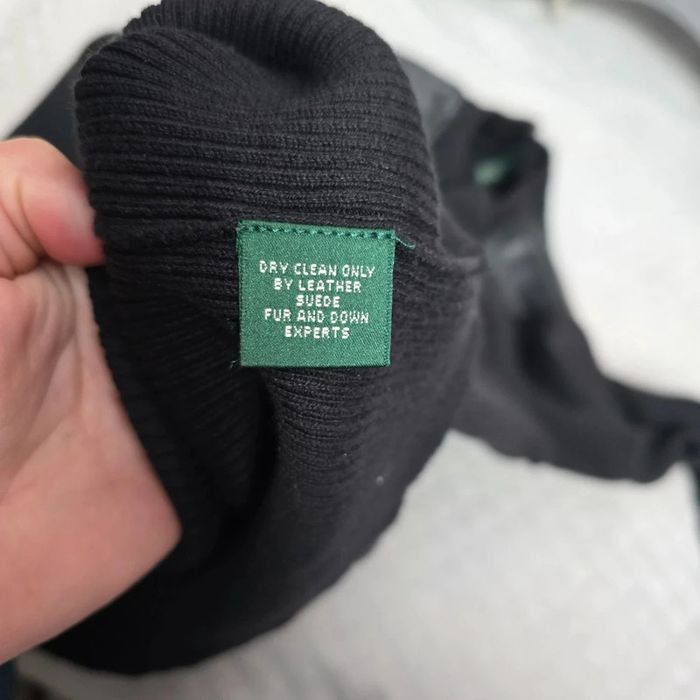 DRY CLEAN ONLY
BY LEATHER
SUEDE
FUR AND DOWN
EXPERTS